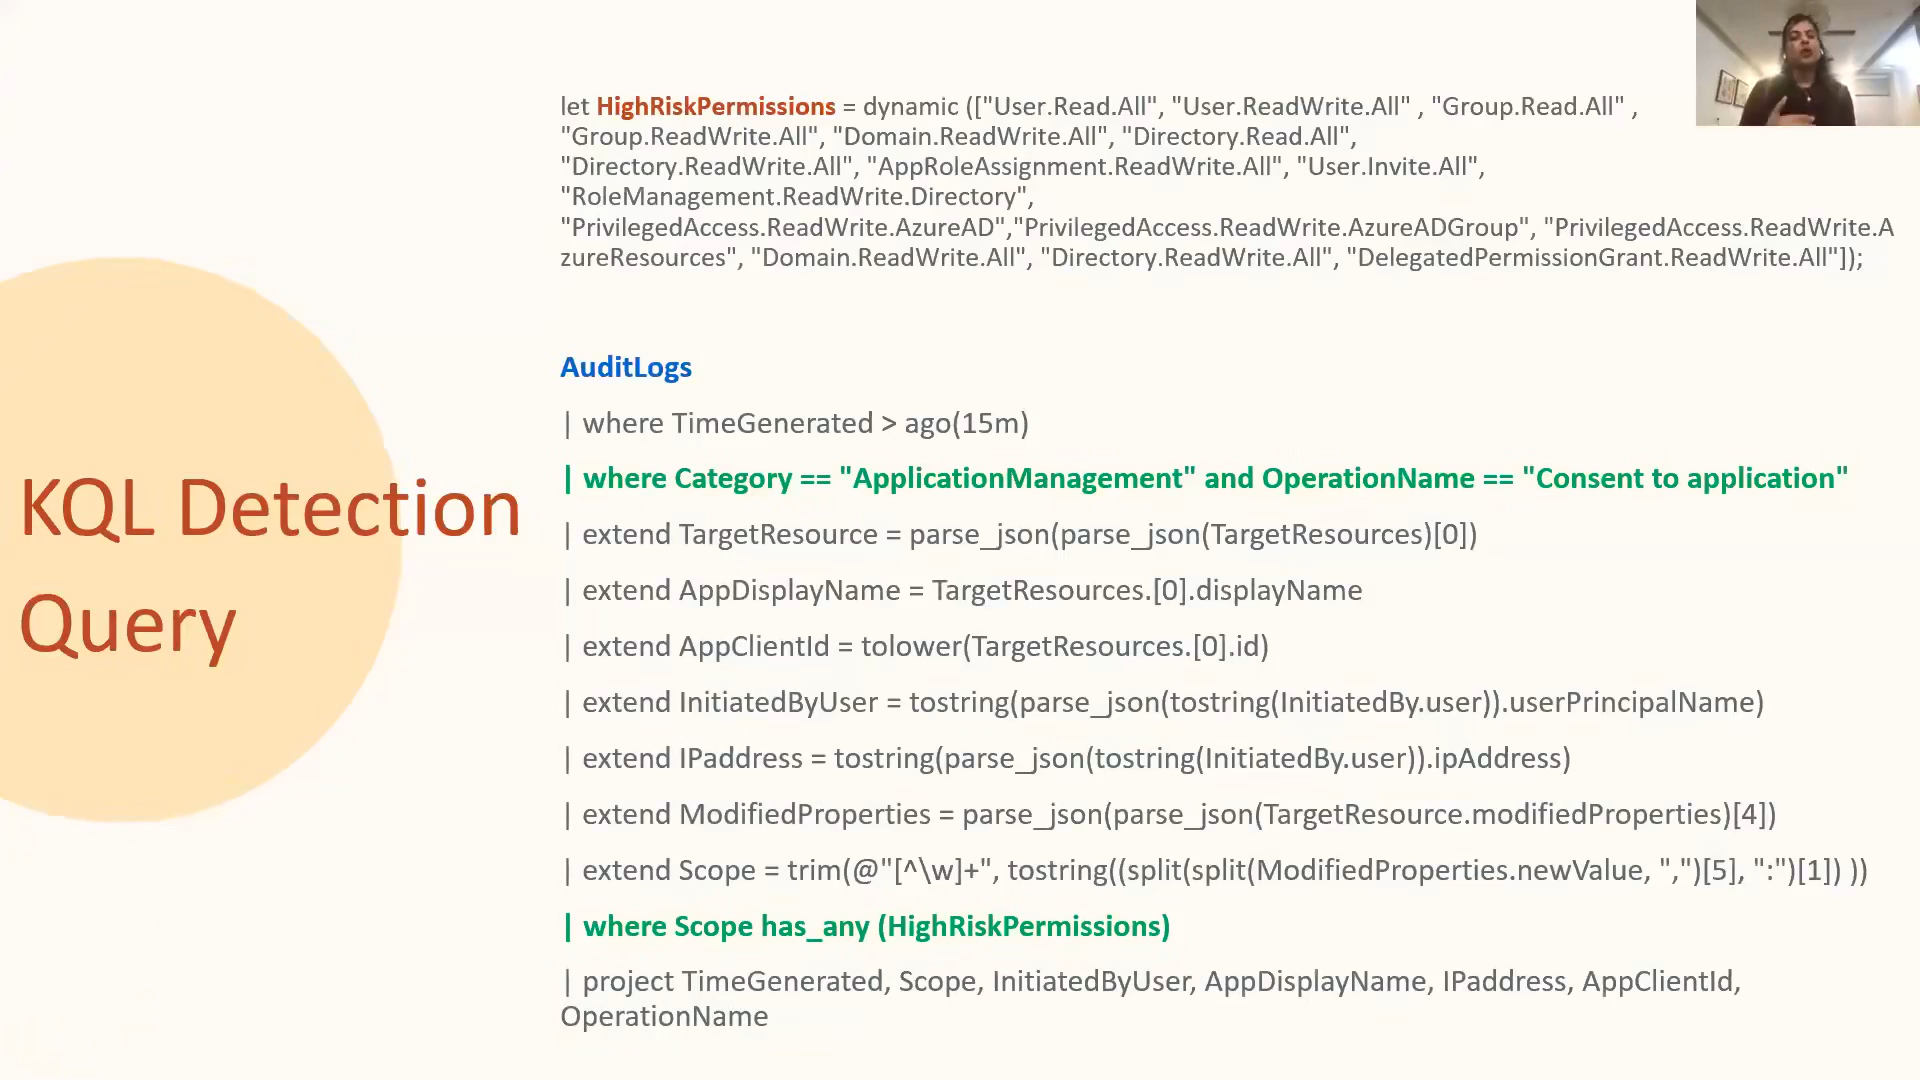 KQL Detection
Query
let HighRiskPermissions = dynamic (["User.Read.All", "User.ReadWrite.All" , "Group.Read.All" ,
"Group.ReadWrite.All", "Domain.ReadWrite.All", "Directory.Read.All",
"Directory.ReadWrite.All", "AppRoleAssignment.ReadWrite.All", "User.Invite.All",
"RoleManagement.ReadWrite.Directory",
"PrivilegedAccess.ReadWrite.AzureAD","PrivilegedAccess.ReadWrite.AzureADGroup", "PrivilegedAccess.ReadWrite.A
zureResources", "Domain.ReadWrite.All", "Directory.ReadWrite.All", "DelegatedPermissionGrant.ReadWrite.All"]);
AuditLogs
| where TimeGenerated > ago(15m)
| where Category == "ApplicationManagement" and OperationName == "Consent to application"
| extend TargetResource = parse_json(parse_json(TargetResources)[0])
| extend AppDisplayName = TargetResources.[0].displayName
| extend AppClientId = tolower(TargetResources.[0].id)
| extend InitiatedByUser = tostring(parse_json(tostring(InitiatedBy.user)).userPrincipalName)
| extend IPaddress = tostring(parse_json(tostring(InitiatedBy.user)).ipAddress)
| extend ModifiedProperties = parse_json(parse_json(TargetResource.modifiedProperties)[4])
| extend Scope = trim(@"[^\w]+", tostring((split(split(ModifiedProperties.newValue, ",")[5], ":")[1]) ))
| where Scope has_any (HighRiskPermissions)
| project TimeGenerated, Scope, InitiatedByUser, AppDisplayName, IPaddress, AppClientId,
OperationName